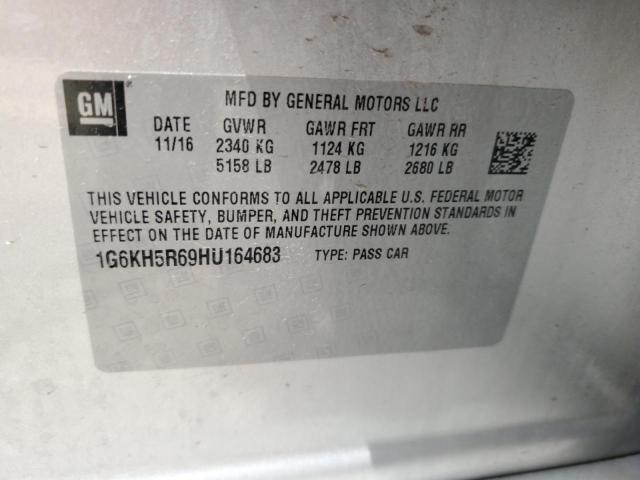 GM
MFD BY GENERAL MOTORS LLC
DATE GVWR GAWR FRT GAWR RR
11/16 2340 KG 1124 KG 1216 KG
5158 LB 2478 LB 2680 LB
THIS VEHICLE CONFORMS TO ALL APPLICABLE U.S. FEDERAL MOTOR
VEHICLE SAFETY, BUMPER, AND THEFT PREVENTION STANDARDS IN
EFFECT ON THE DATE OF MANUFACTURE SHOWN ABOVE.
1G6KH5R69HU164683 TYPE: PASS CAR